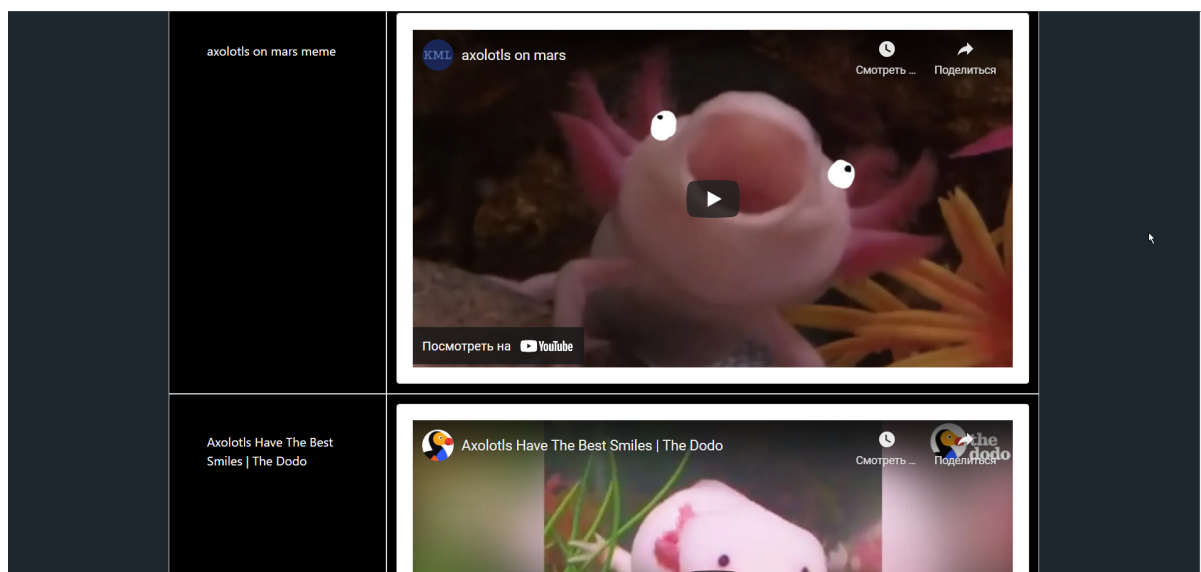 axolotls on mars meme
KML axolotls on mars
Смотреть ... Поделиться
Посмотреть на YouTube
Axolotls Have The Best
Smiles | The Dodo
Axolotls Have The Best Smiles | The Dodo
the
dodo
Смотреть ... Поделиться